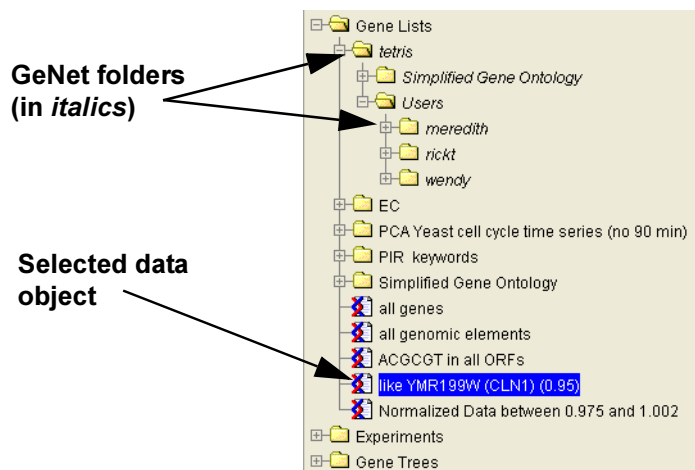 GeNet folders
(in italics)
Selected data
object
Gene Lists
tetris
Simplified Gene Ontology
Users
meredith
rickt
wendy
EC
PCA Yeast cell cycle time series (no 90 min)
PIR keywords
Simplified Gene Ontology
all genes
all genomic elements
ACGCGT in all ORFs
like YMR199W (CLN1) (0.95)
Normalized Data between 0.975 and 1.002
Experiments
Gene Trees